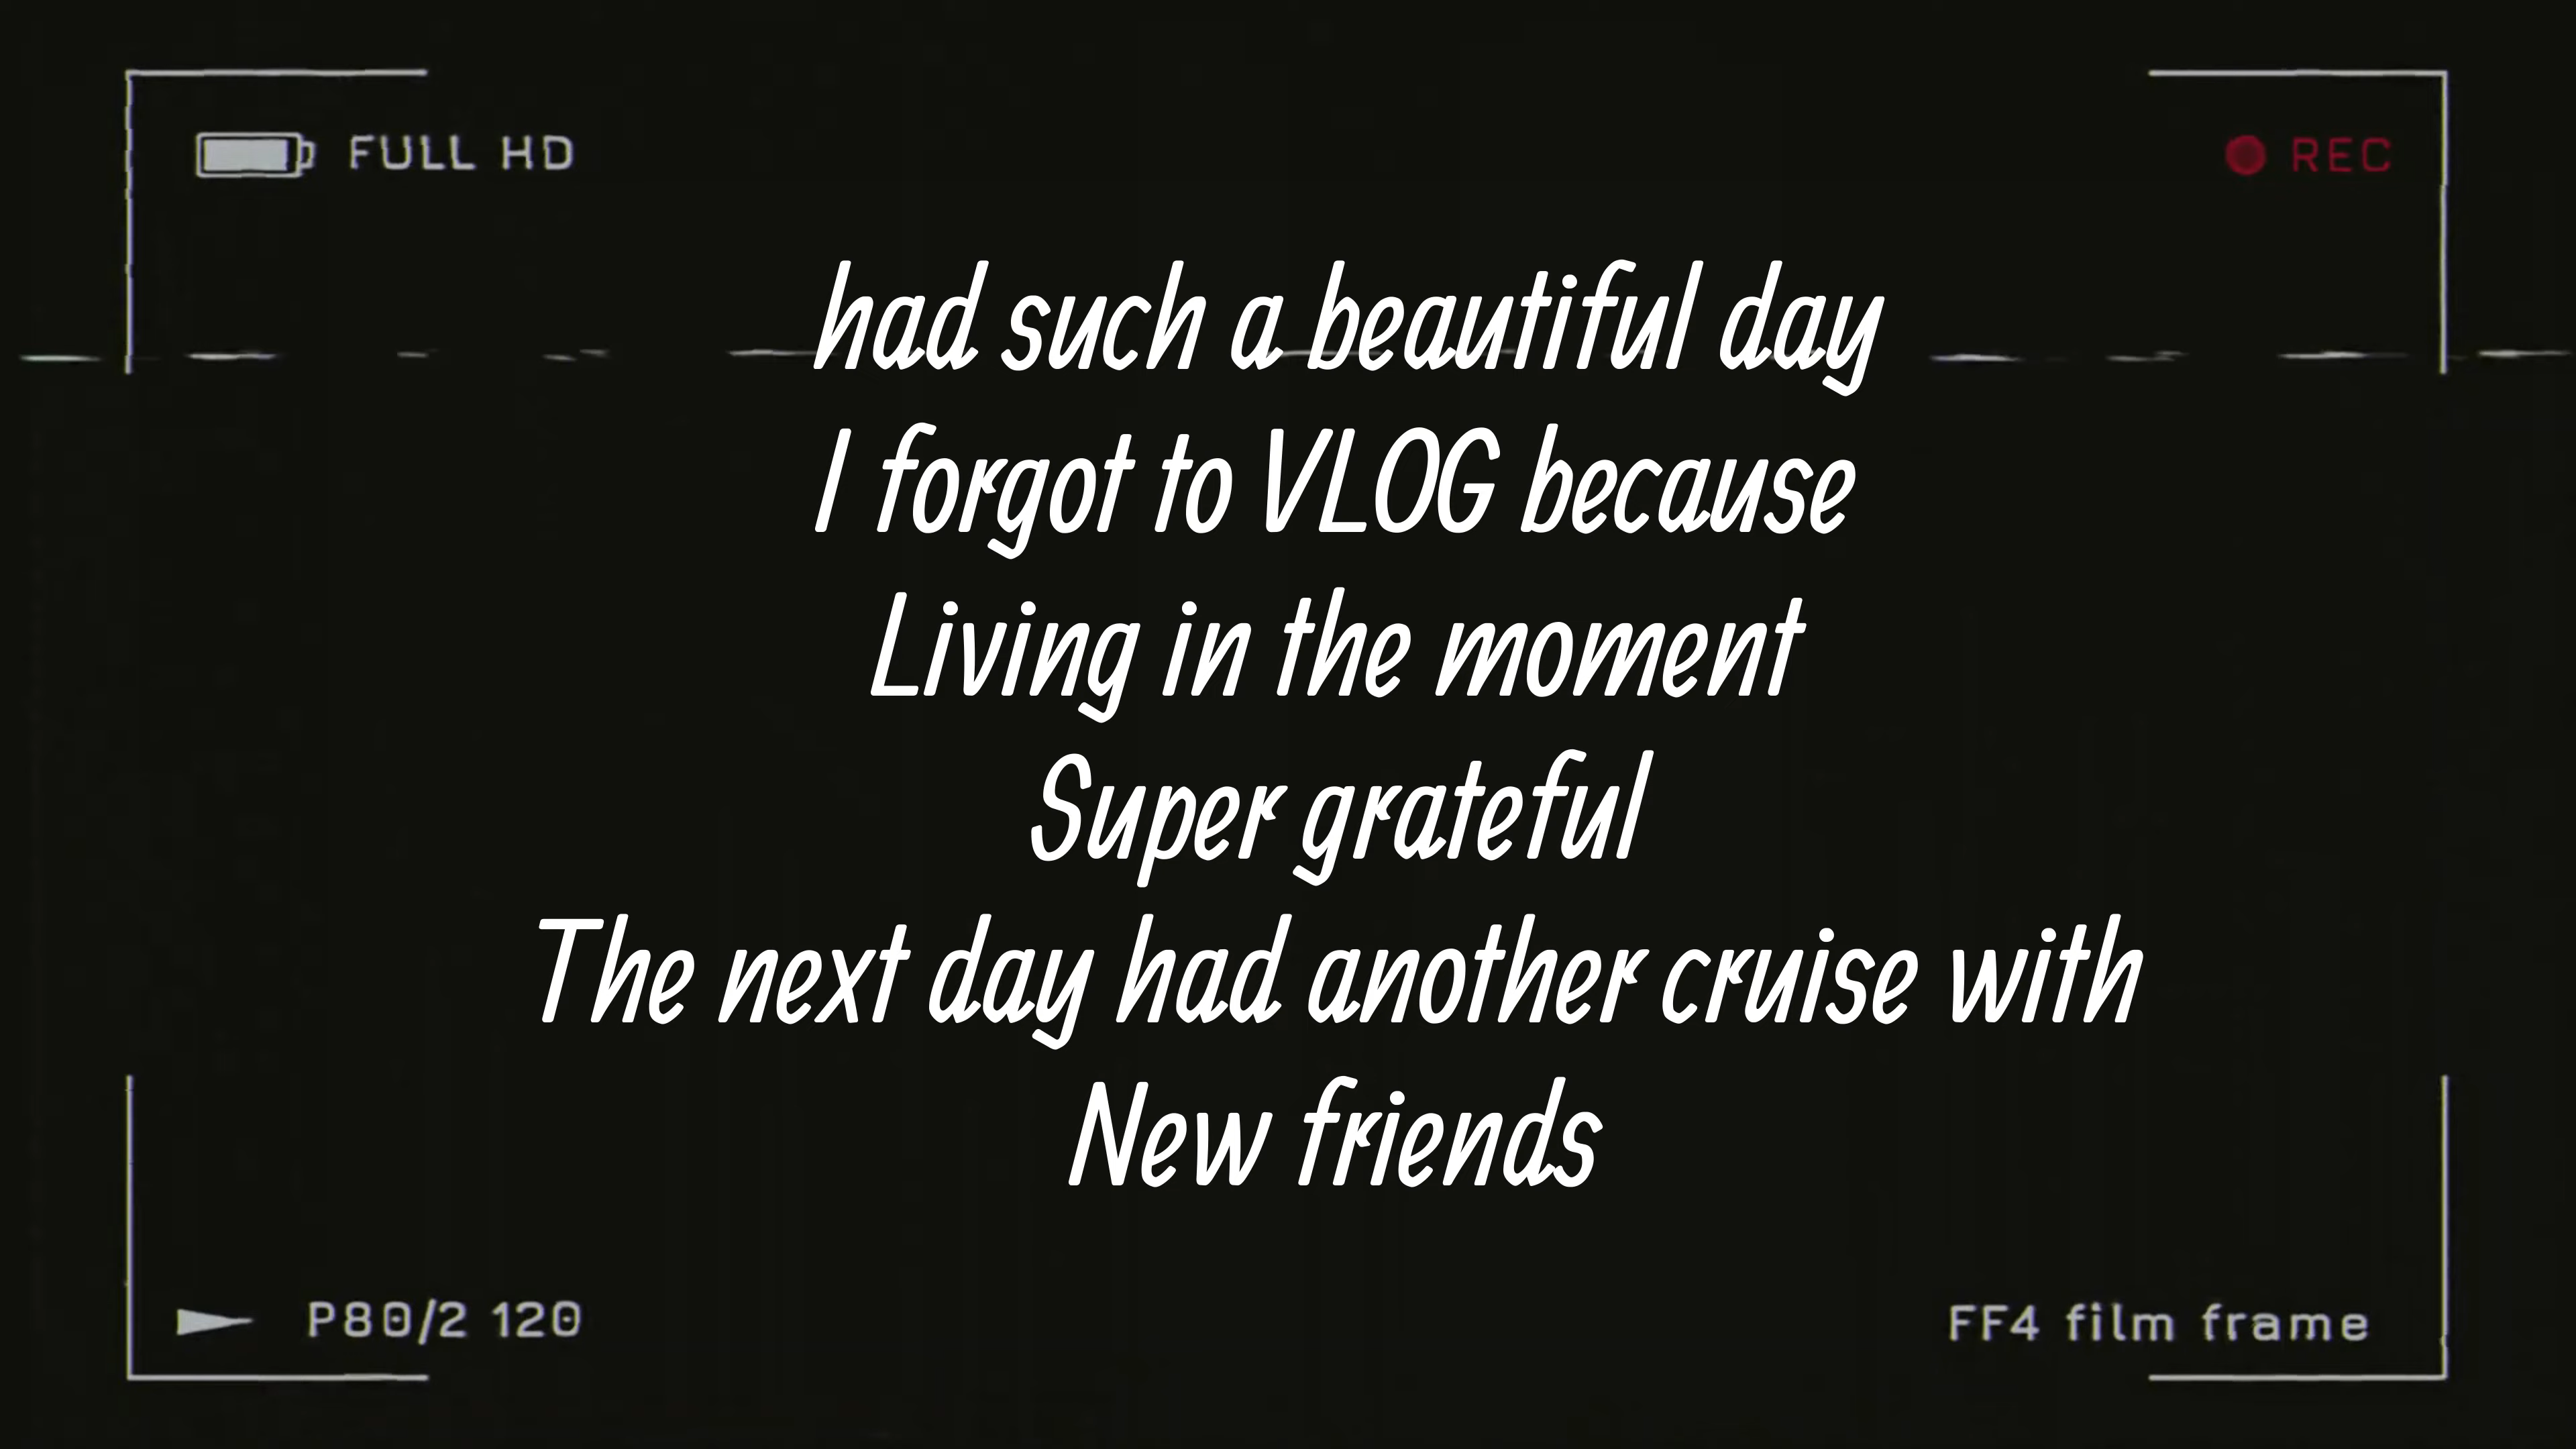 FULL HD
REC
had such a beautiful day
I forgot to VLOG because
Living in the moment
Super grateful
The next day had another cruise with
New friends
P80/2 120
FF4 film frame